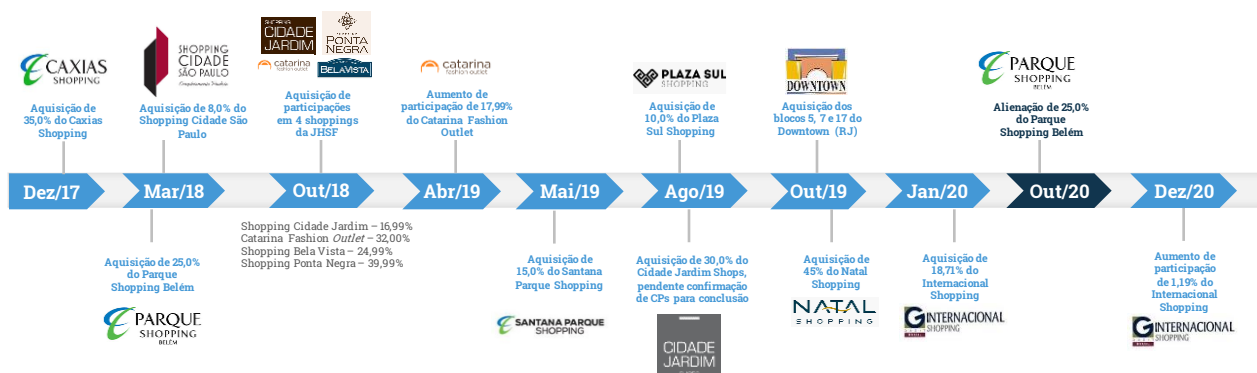 CAXIAS
SHOPPING
Aquisição de
35,0% do Caxias
Shopping
SHOPPING
CIDADE
SÃO PAULO
Aquisição de 8,0% do
Shopping Cidade São
Paulo
SHOPPING
CIDADE
JARDIM
SHOPPING
PONTA
NEGRA
catarina
fashion outlet
BELAVISTA
Aquisição de
participações
em 4 shoppings
da JHSF
catarina
fashion outlet
Aumento de
participação de 17,99%
do Catarina Fashion
Outlet
PLAZA SUL
SHOPPING
Aquisição de
10,0% do Plaza
Sul Shopping
DOWNTOWN
Aquisição dos
blocos 5, 7 e 17 do
Downtown (RJ)
PARQUE
SHOPPING
BELÉM
Alienação de 25,0%
do Parque
Shopping Belém
Dez/17
Mar/18
Out/18
Abr/19
Mai/19
Ago/19
Out/19
Jan/20
Out/20
Dez/20
Aquisição de 25,0%
do Parque
Shopping Belém
PARQUE
SHOPPING
BELÉM
Shopping Cidade Jardim – 16,99%
Catarina Fashion Outlet – 32,00%
Shopping Bela Vista – 24,99%
Shopping Ponta Negra – 39,99%
Aquisição de
15,0% do Santana
Parque Shopping
SANTANA PARQUE
SHOPPING
Aquisição de 30,0% do
Cidade Jardim Shops,
pendente confirmação
de CPs para conclusão
CIDADE
JARDIM
Aquisição de
45% do Natal
Shopping
NATAL
SHOPPING
Aquisição de
18,71% do
Internacional
Shopping
INTERNACIONAL
SHOPPING
Aumento de
participação
de 1,19% do
Internacional
Shopping
INTERNACIONAL
SHOPPING